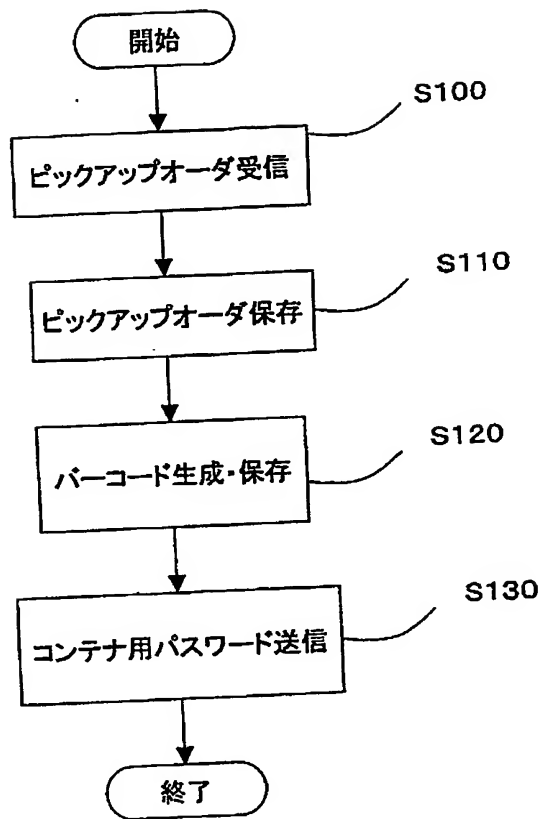 開始
S100
ピックアップオーダ受信
S110
ピックアップオーダ保存
S120
バーコード生成・保存
S130
コンテナ用パスワード送信
終了